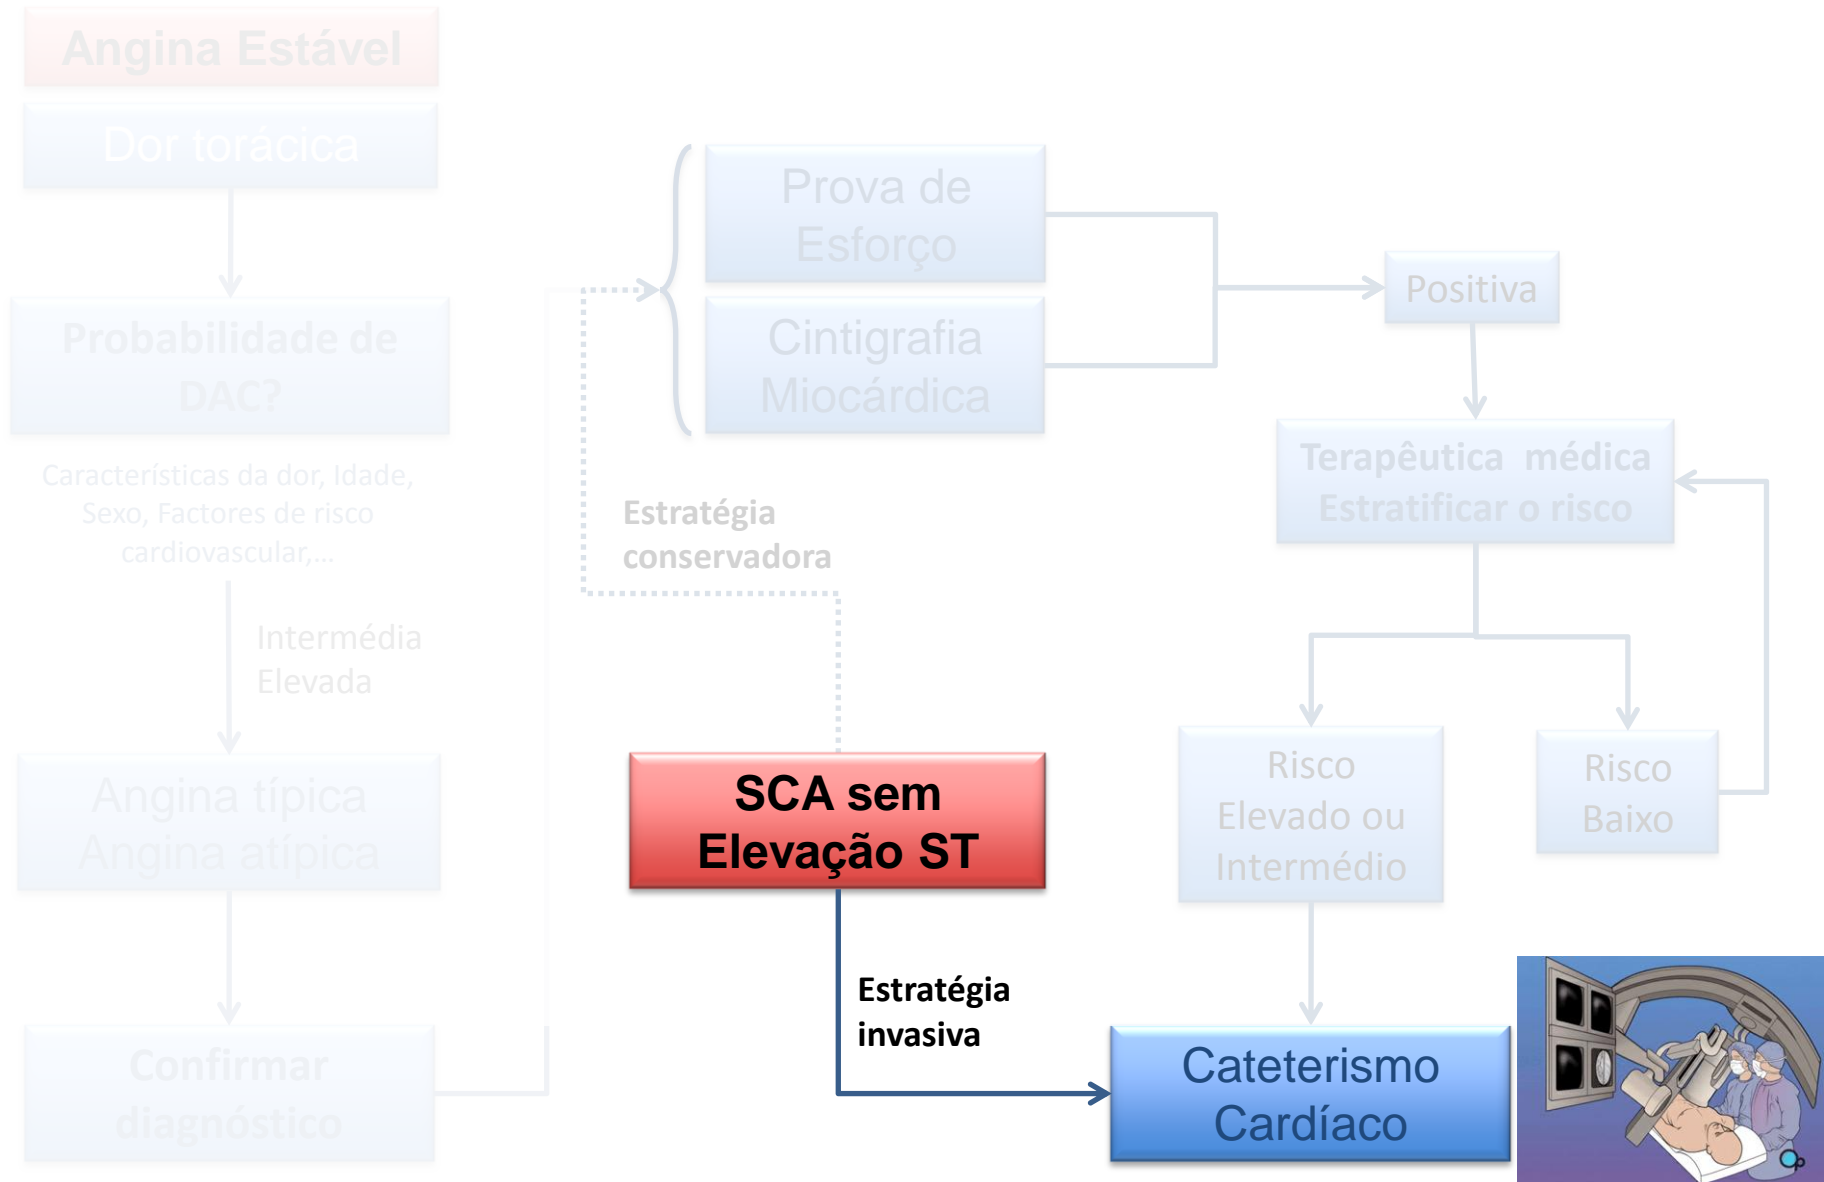 Angina Estável
Dor torácica
Probabilidade de
DAC?
Características da dor, Idade,
Sexo, Factores de risco
cardiovascular,...
Intermédia
Elevada
Angina típica
Angina atípica
Confirmar
diagnóstico
Prova de
Esforço
Cintigrafia
Miocárdica
Estratégia
conservadora
SCA sem
Elevação ST
Estratégia
invasiva
Positiva
Terapêutica médica
Estratificar o risco
Risco
Elevado ou
Intermédio
Risco
Baixo
Cateterismo
Cardíaco